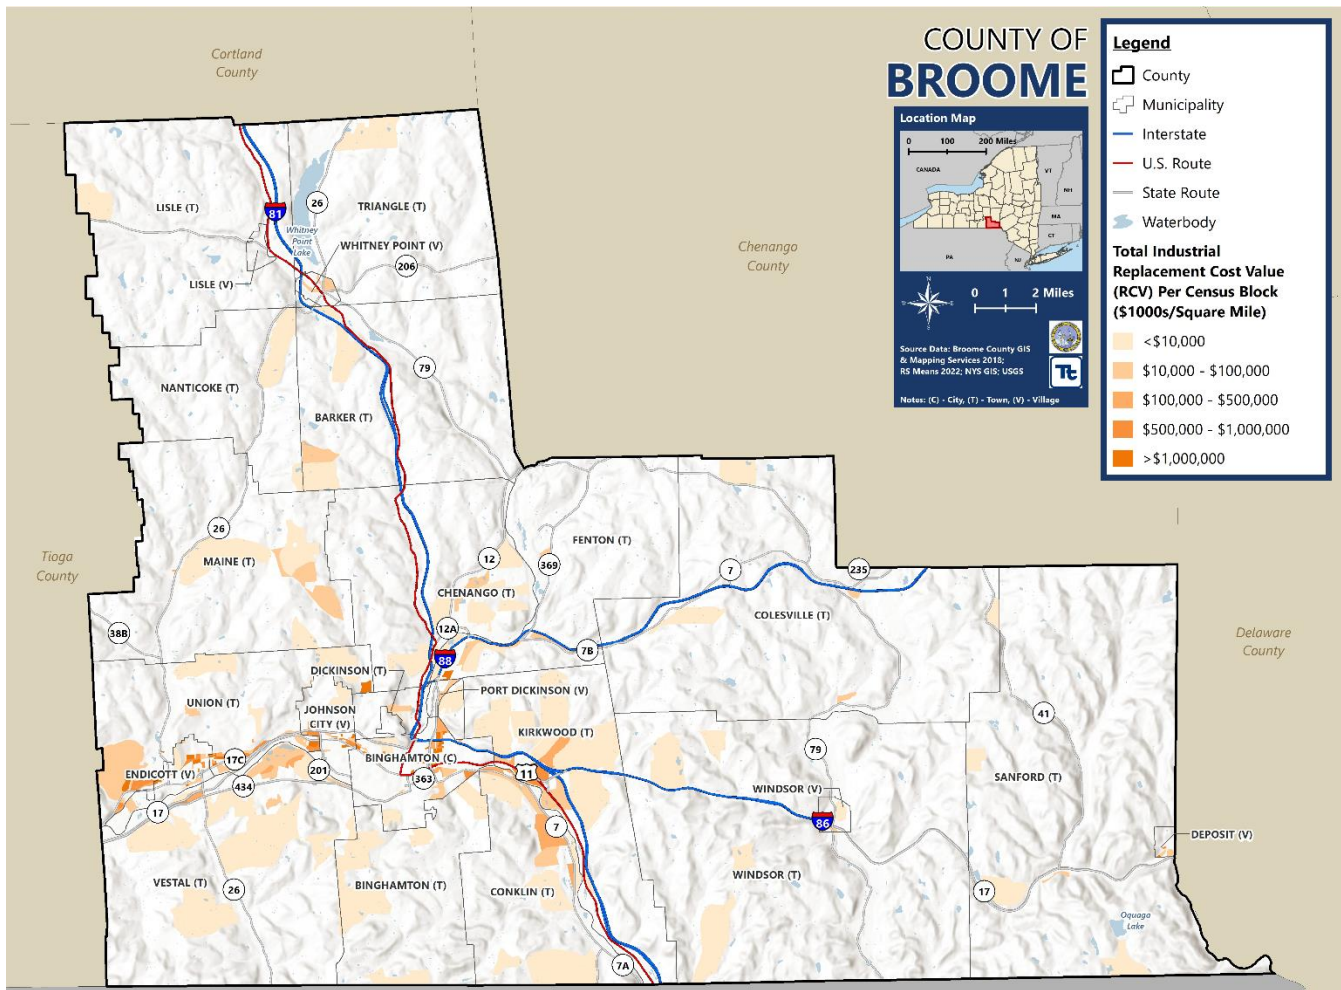 COUNTY OF
BROOME
Location Map
0 100 200 Miles
CANADA
VT
NH
MA
CT
PA
NJ
0 1 2 Miles
Source Data: Broome County GIS
& Mapping Services 2018;
RS Means 2022; NYS GIS; USGS
Notes: (C) - City, (T) - Town, (V) - Village
Legend
County
Municipality
Interstate
U.S. Route
State Route
Waterbody
Total Industrial
Replacement Cost Value
(RCV) Per Census Block
($1000s/Square Mile)
<$10,000
$10,000 - $100,000
$100,000 - $500,000
$500,000 - $1,000,000
>$1,000,000
Cortland
County
Chenango
County
Tioga
County
Delaware
County
LISLE (T)
81
26
TRIANGLE (T)
Whitney
Point
Lake
WHITNEY POINT (V)
206
LISLE (V)
79
NANTICOKE (T)
BARKER (T)
26
MAINE (T)
12
369
FENTON (T)
7
235
CHENANGO (T)
COLESVILLE (T)
38B
12A
88
7B
DICKINSON (T)
PORT DICKINSON (V)
UNION (T)
JOHNSON
CITY (V)
KIRKWOOD (T)
41
79
17C
BINGHAMTON (C)
ENDICOTT (V)
201
363
11
SANFORD (T)
434
WINDSOR (V)
17
7
86
DEPOSIT (V)
VESTAL (T)
26
BINGHAMTON (T)
CONKLIN (T)
WINDSOR (T)
17
Oquaga
Lake
7A